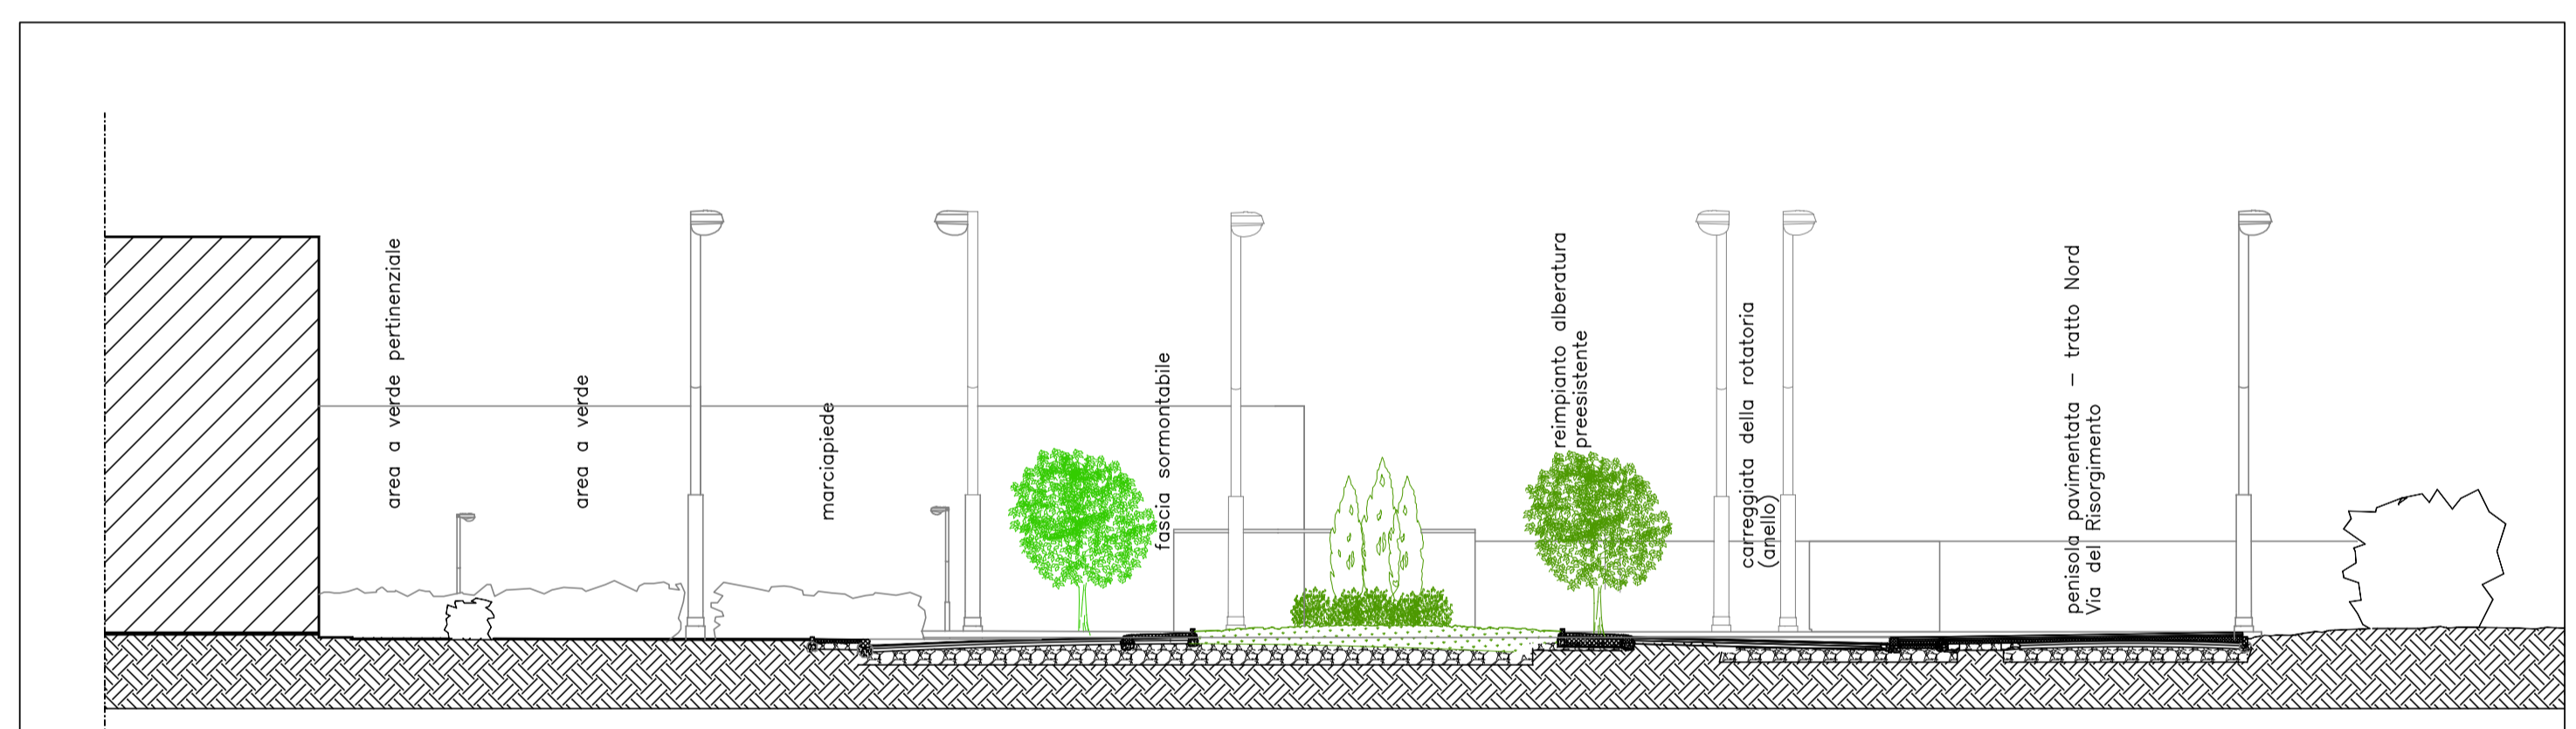 area a verde pertinenziale
area a verde
marciapiede
fascia sormontabile
reimpianto alberatura
preesistente
carreggiata della rotatoria
(anello)
penisola pavimentata – tratto Nord
Via del Risorgimento